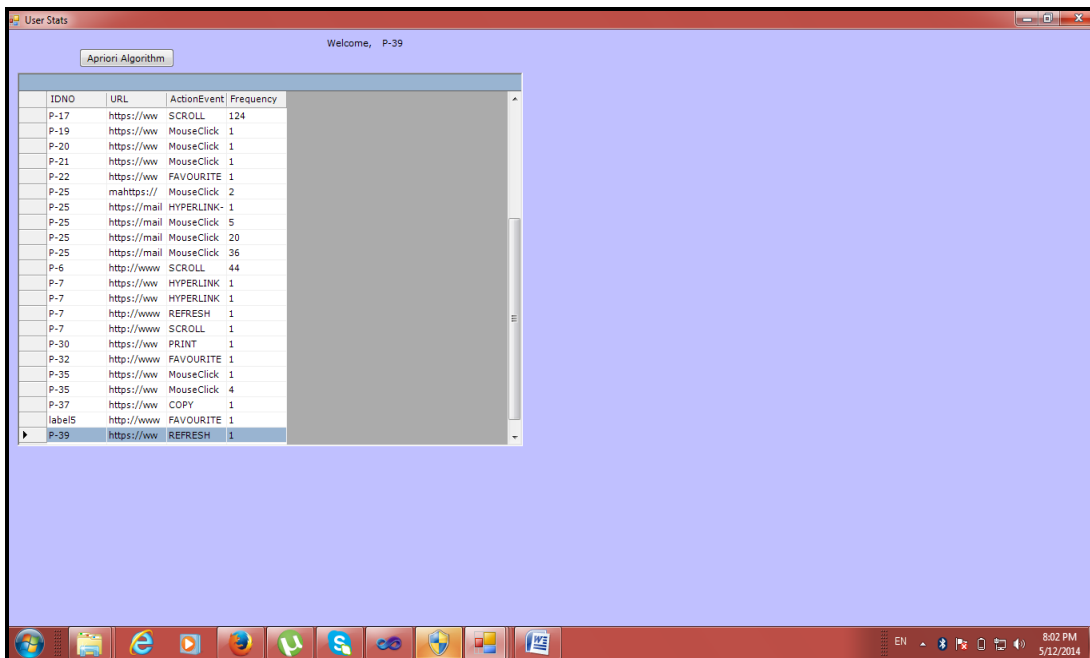 User Stats
Welcome, P-39
Apriori Algorithm
IDNO URL ActionEvent Frequency
P-17 https://ww SCROLL 124
P-19 https://ww MouseClick 1
P-20 https://ww MouseClick 1
P-21 https://ww MouseClick 1
P-22 https://ww FAVOURITE 1
P-25 mahttps:// MouseClick 2
P-25 https://mail HYPERLINK- 1
P-25 https://mail MouseClick 5
P-25 https://mail MouseClick 20
P-25 https://mail MouseClick 36
P-6 http://www SCROLL 44
P-7 https://ww HYPERLINK 1
P-7 https://ww HYPERLINK 1
P-7 http://www REFRESH 1
P-7 http://www SCROLL 1
P-30 https://ww PRINT 1
P-32 http://www FAVOURITE 1
P-35 https://ww MouseClick 1
P-35 https://ww MouseClick 4
P-37 https://ww COPY 1
label5 http://www FAVOURITE 1
P-39 https://ww REFRESH 1
EN 8:02 PM
5/12/2014